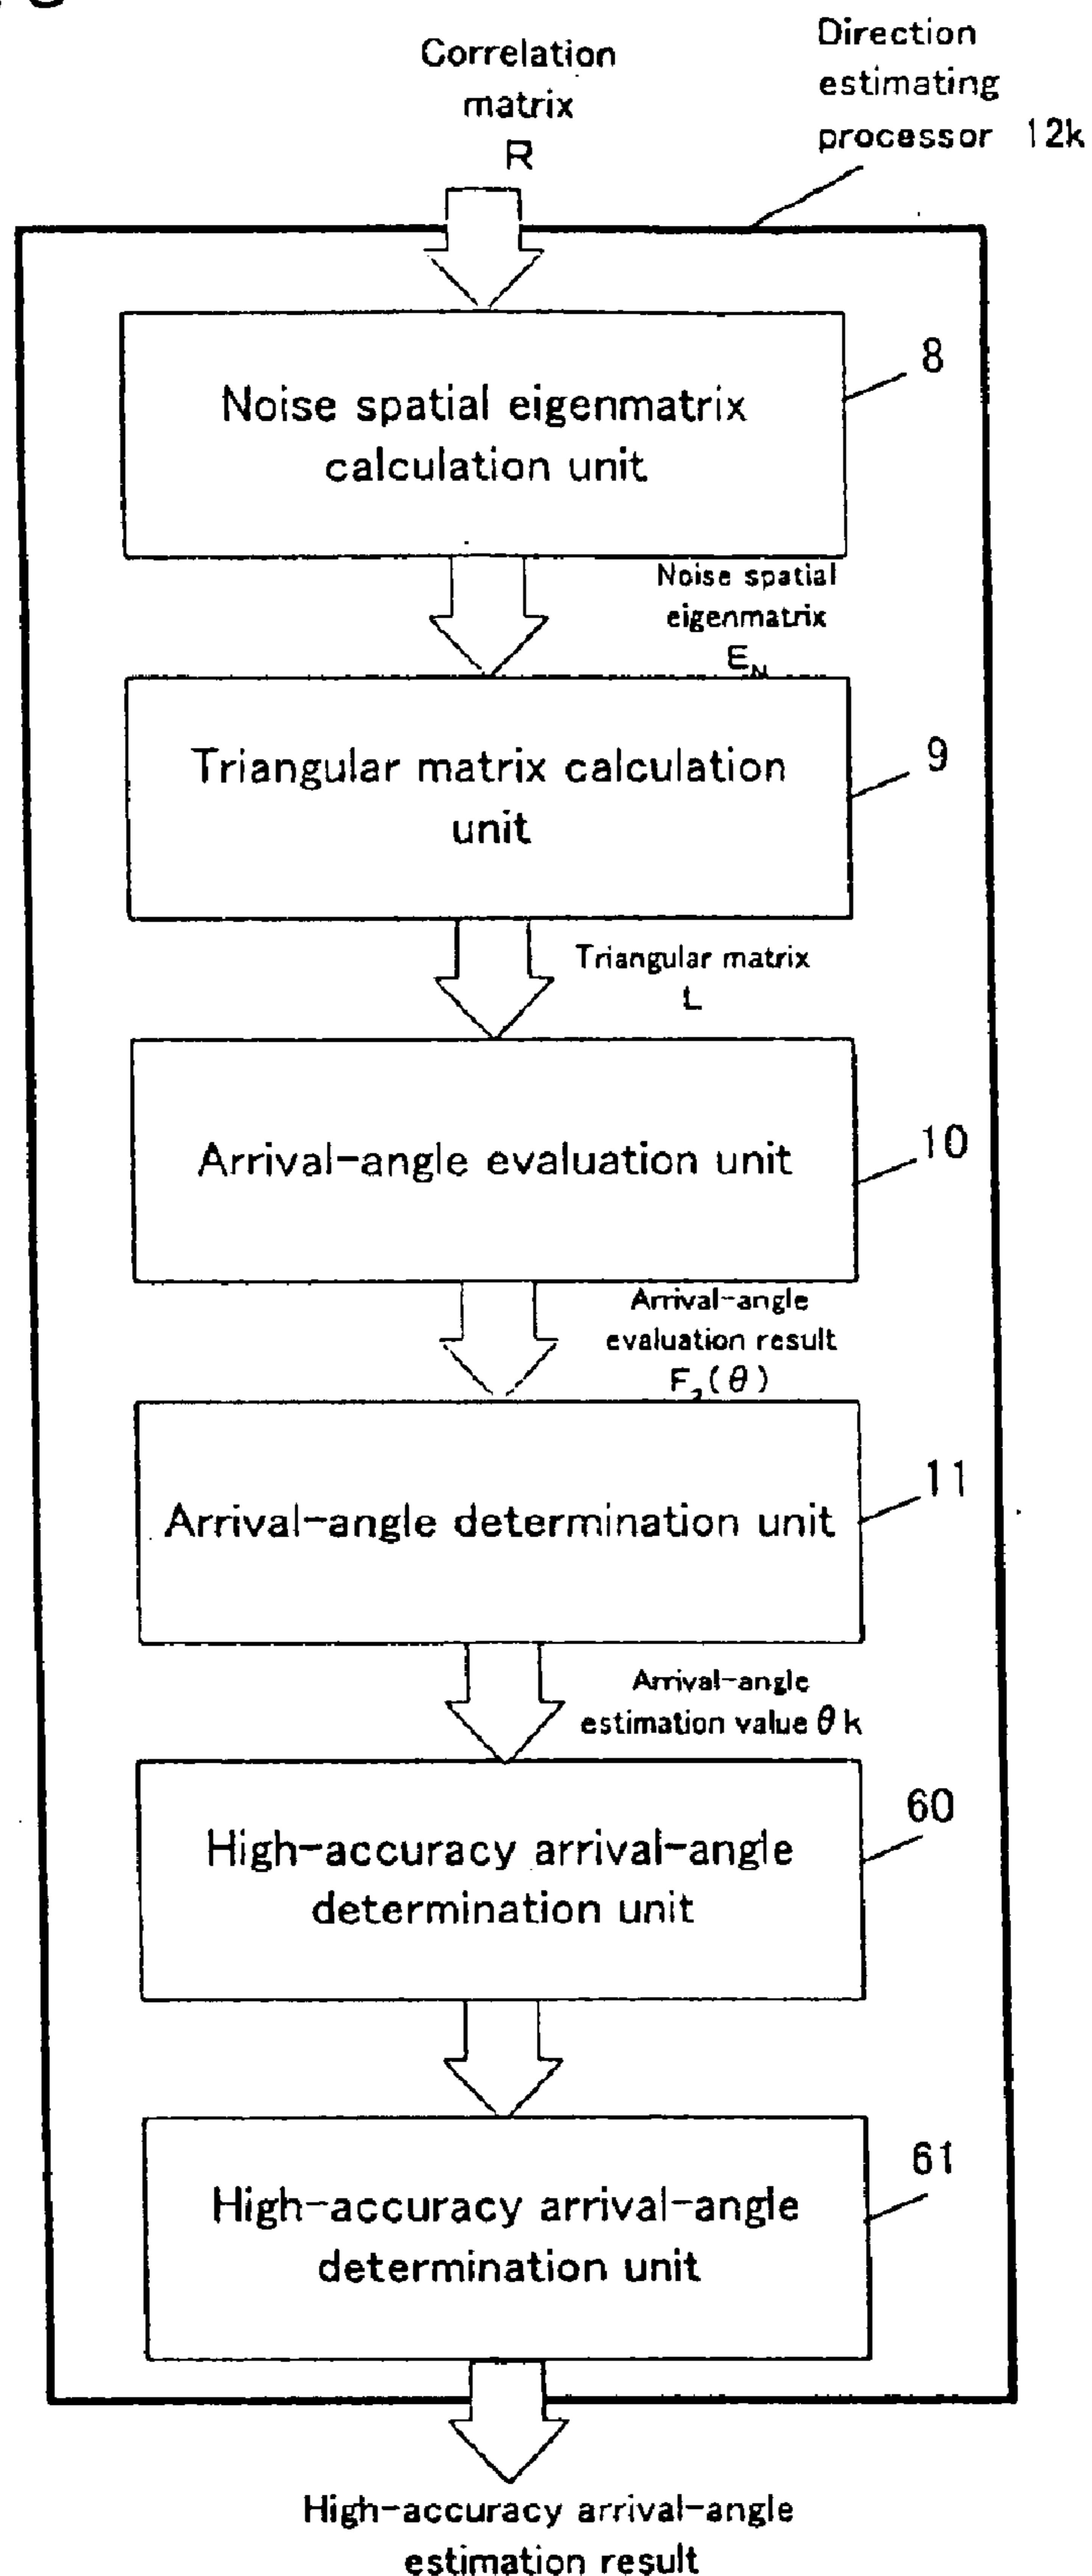 Correlation
matrix
R
Direction
estimating
processor 12k
Noise spatial eigenmatrix
calculation unit
8
Noise spatial
eigenmatrix
E_N
Triangular matrix calculation
unit
9
Triangular matrix
L
Arrival-angle evaluation unit
10
Arrival-angle
evaluation result
F₂(θ)
Arrival-angle determination unit
11
Arrival-angle
estimation value θk
High-accuracy arrival-angle
determination unit
60
High-accuracy arrival-angle
determination unit
61
High-accuracy arrival-angle
estimation result